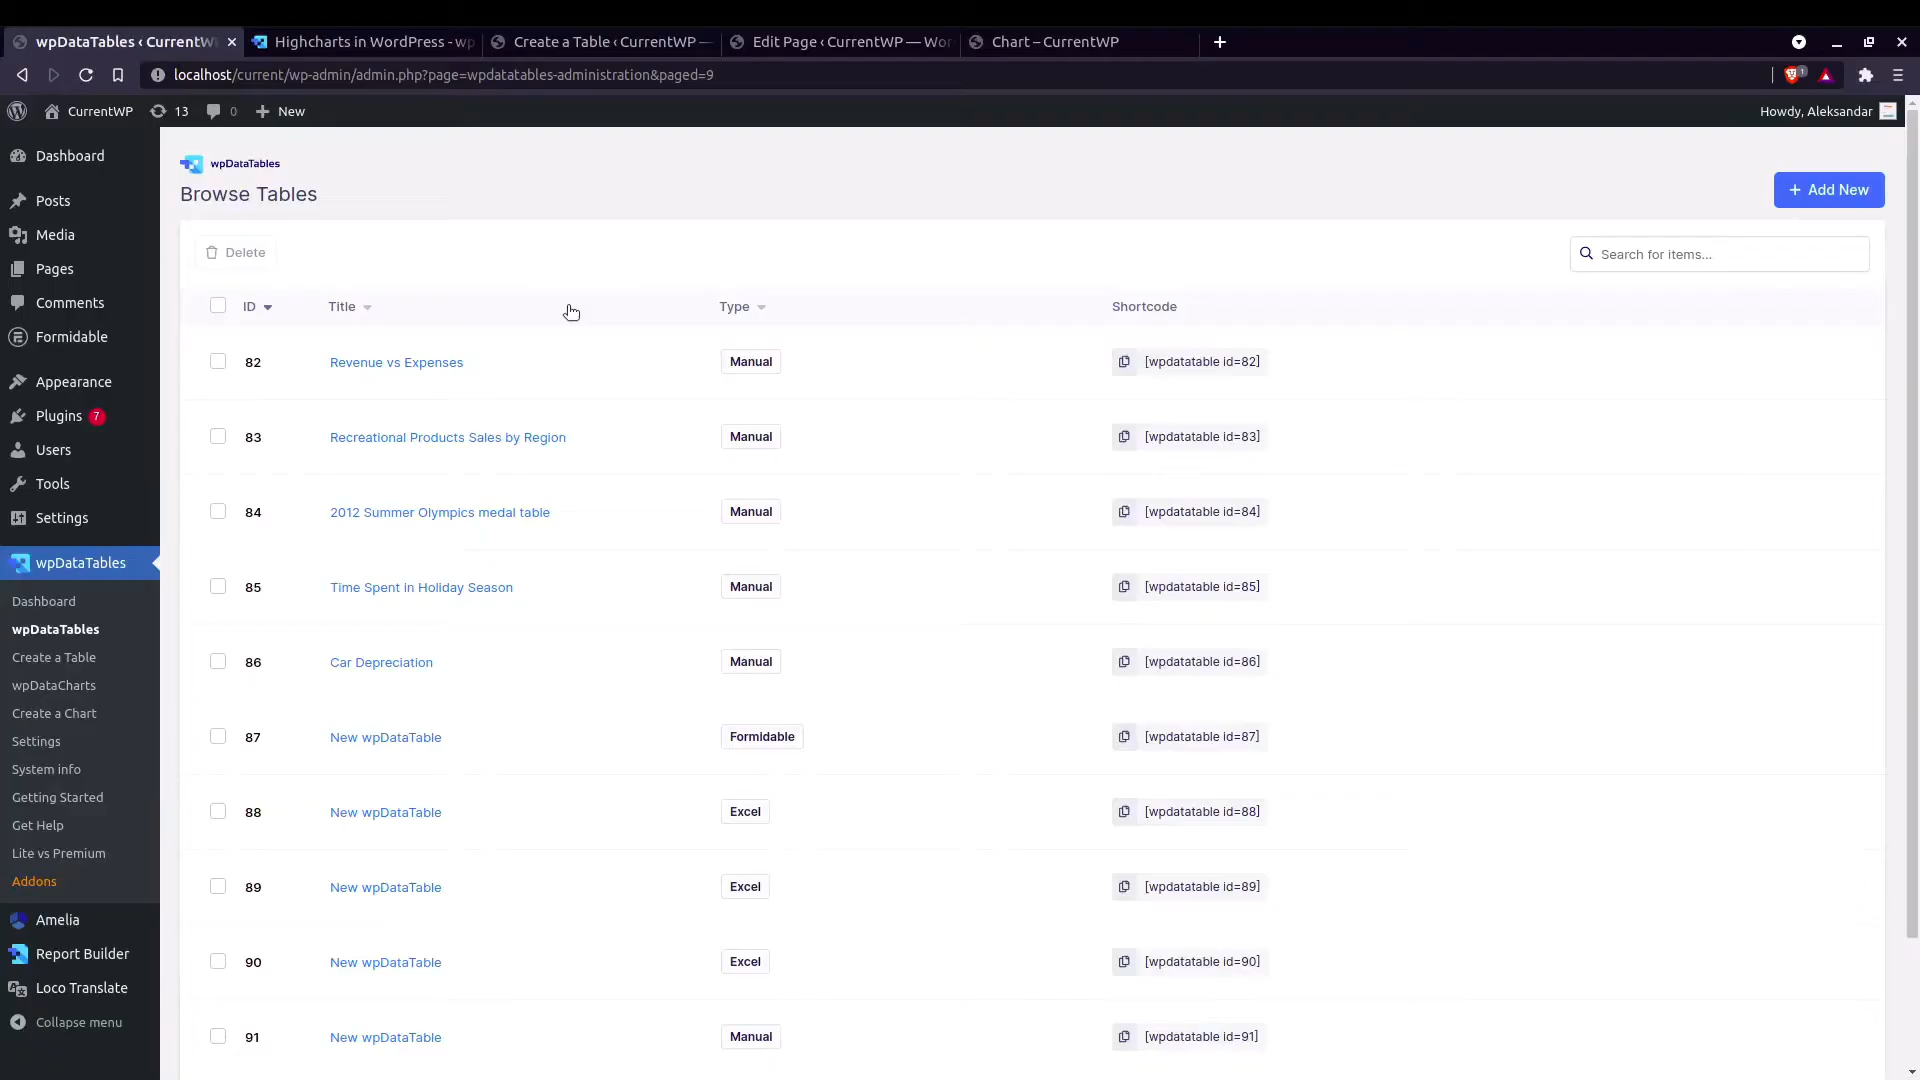 wpDataTables ‹ CurrentW
Highcharts in WordPress - wp
Create a Table ‹ CurrentWP —
Edit Page ‹ CurrentWP — Wor
Chart – CurrentWP
localhost/current/wp-admin/admin.php?page=wpdatatables-administration&paged=9
1
CurrentWP
13
0
New
Howdy, Aleksandar
Dashboard
Posts
Media
Pages
Comments
Formidable
Appearance
Plugins 7
Users
Tools
Settings
wpDataTables
Dashboard
wpDataTables
Create a Table
wpDataCharts
Create a Chart
Settings
System info
Getting Started
Get Help
Lite vs Premium
Addons
Amelia
Report Builder
Loco Translate
Collapse menu
wpDataTables
Browse Tables
+ Add New
Delete
Search for items...
ID Title Type Shortcode
82 Revenue vs Expenses Manual [wpdatatable id=82]
83 Recreational Products Sales by Region Manual [wpdatatable id=83]
84 2012 Summer Olympics medal table Manual [wpdatatable id=84]
85 Time Spent in Holiday Season Manual [wpdatatable id=85]
86 Car Depreciation Manual [wpdatatable id=86]
87 New wpDataTable Formidable [wpdatatable id=87]
88 New wpDataTable Excel [wpdatatable id=88]
89 New wpDataTable Excel [wpdatatable id=89]
90 New wpDataTable Excel [wpdatatable id=90]
91 New wpDataTable Manual [wpdatatable id=91]